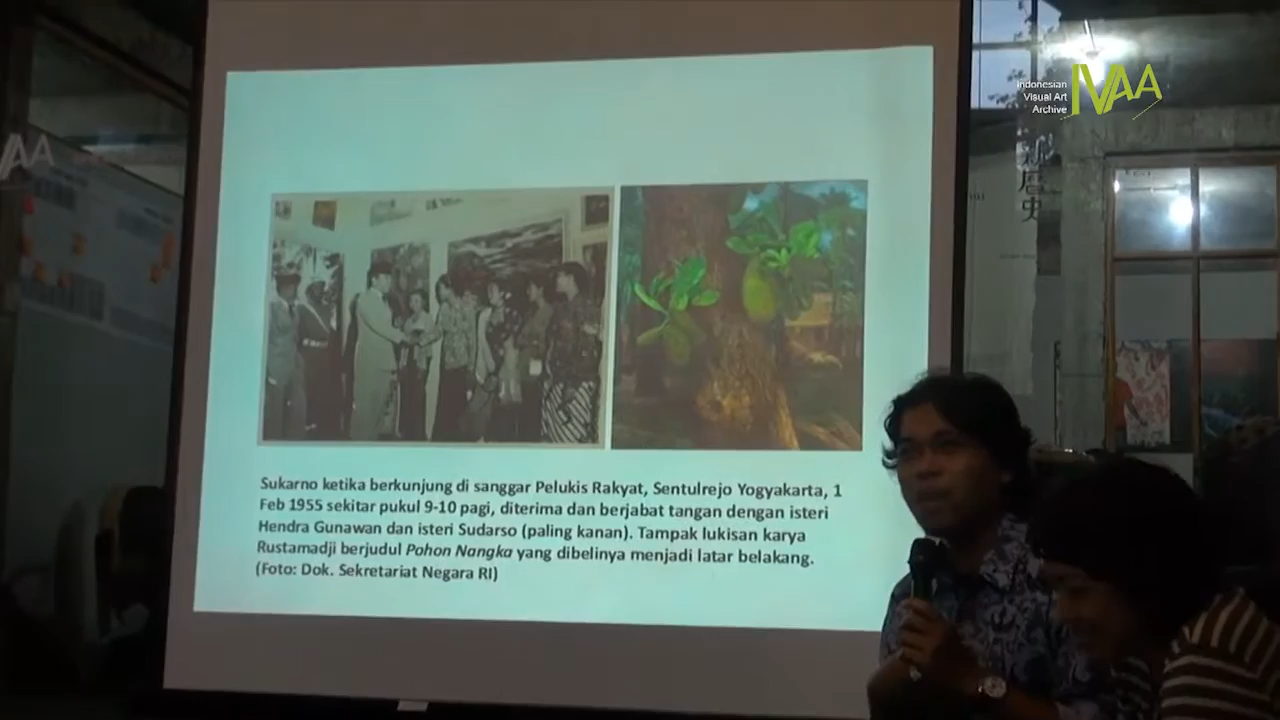 Indonesian
Visual Art
Archive
IVAA
AA
Sukarno ketika berkunjung di sanggar Pelukis Rakyat, Sentulrejo Yogyakarta, 1
Feb 1955 sekitar pukul 9-10 pagi, diterima dan berjabat tangan dengan isteri
Hendra Gunawan dan isteri Sudarso (paling kanan). Tampak lukisan karya
Rustamadji berjudul Pohon Nangka yang dibelinya menjadi latar belakang.
(Foto: Dok. Sekretariat Negara RI)